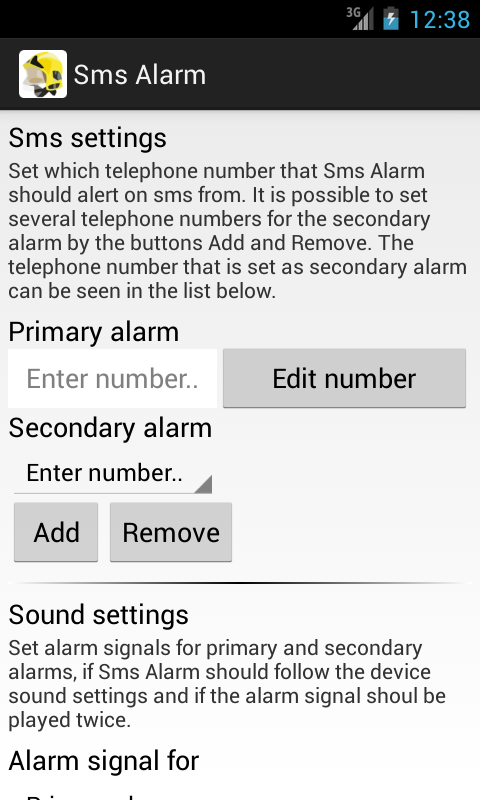 3G 12:38
Sms Alarm
Sms settings
Set which telephone number that Sms Alarm
should alert on sms from. It is possible to set
several telephone numbers for the secondary
alarm by the buttons Add and Remove. The
telephone number that is set as secondary alarm
can be seen in the list below.
Primary alarm
Enter number.. Edit number
Secondary alarm
Enter number..
Add Remove
Sound settings
Set alarm signals for primary and secondary
alarms, if Sms Alarm should follow the device
sound settings and if the alarm signal shoul be
played twice.
Alarm signal for